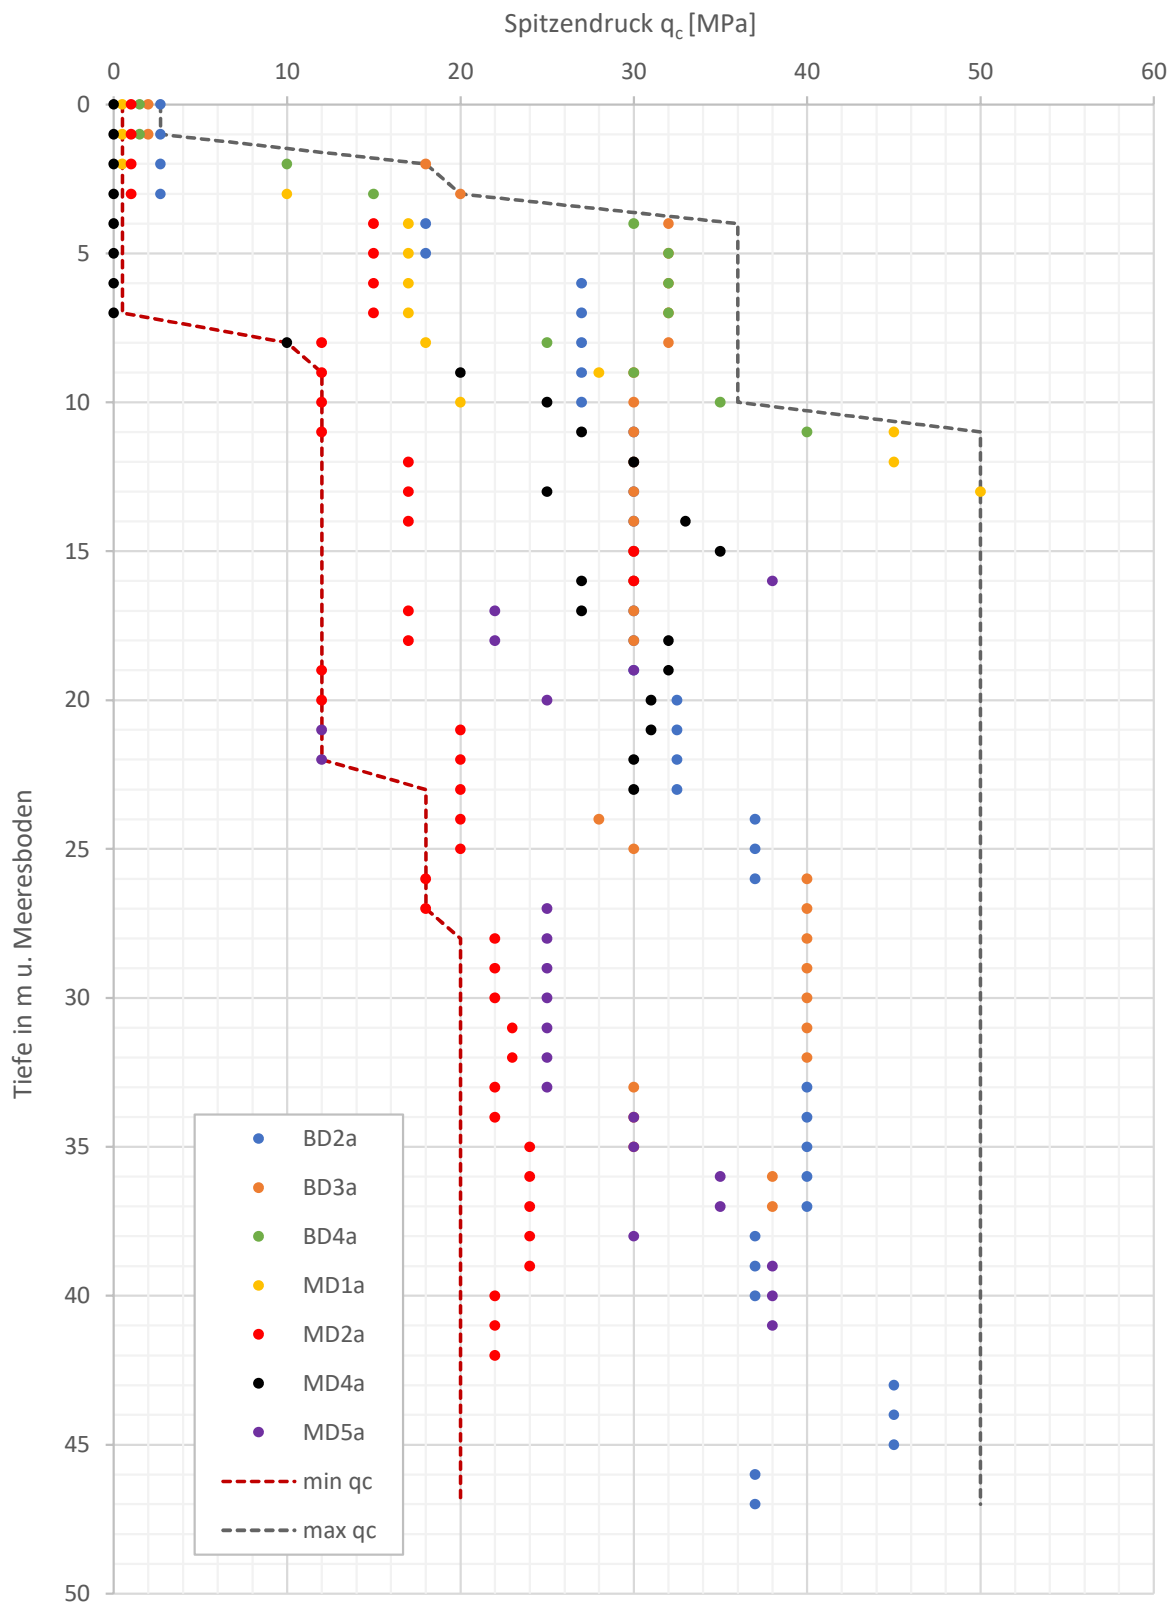 Spitzendruck qc [MPa]
0 10 20 30 40 50 60
0
5
10
15
20
25
30
35
40
45
50
Tiefe in m u. Meeresboden
BD2a
BD3a
BD4a
MD1a
MD2a
MD4a
MD5a
min qc
max qc